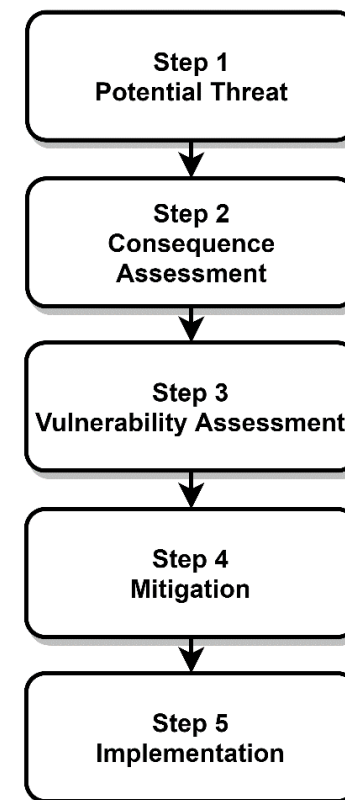 Step 1
Potential Threat
Step 2
Consequence
Assessment
Step 3
Vulnerability Assessment
Step 4
Mitigation
Step 5
Implementation